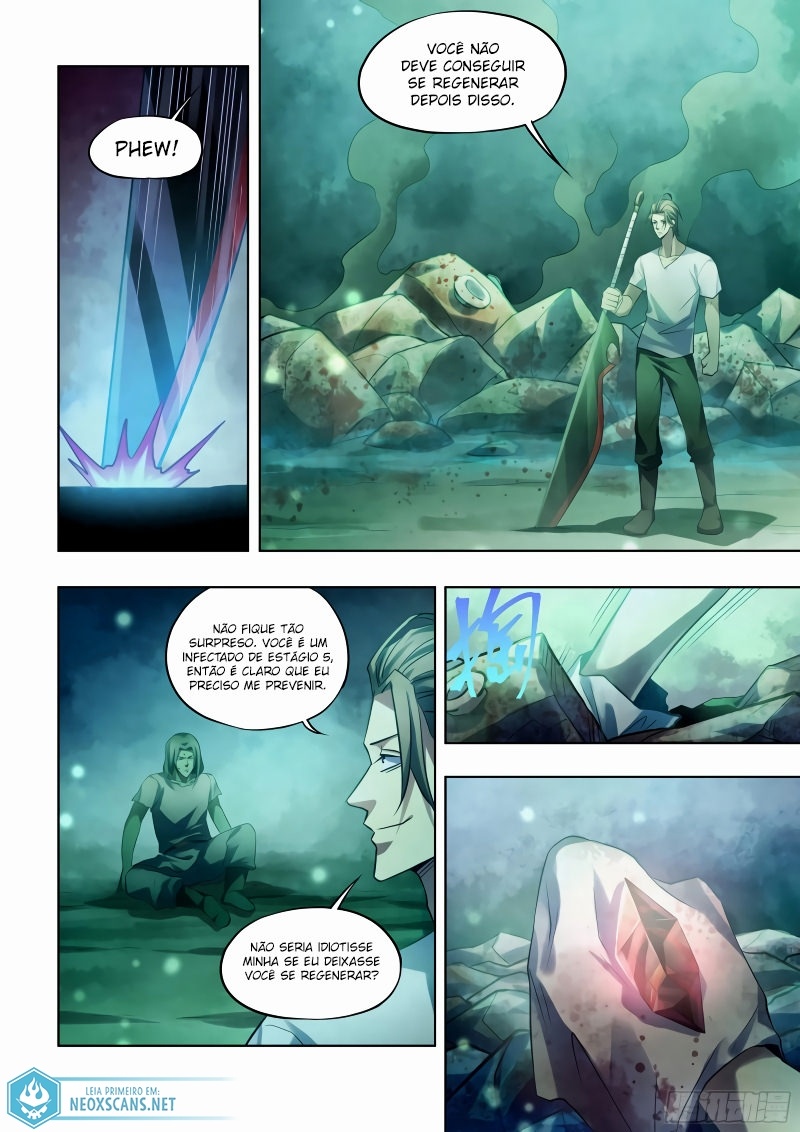 PHEW!
VOCÊ NÃO
DEVE CONSEGUIR
SE REGENERAR
DEPOIS DISSO.
NÃO FIQUE TÃO
SURPRESO. VOCÊ É UM
INFECTADO DE ESTÁGIO 5,
ENTÃO É CLARO QUE EU
PRECISO ME PREVENIR.
NÃO SERIA IDIOTISSE
MINHA SE EU DEIXASSE
VOCÊ SE REGENERAR?
LEIA PRIMEIRO EM:
NEOXSCANS.NET